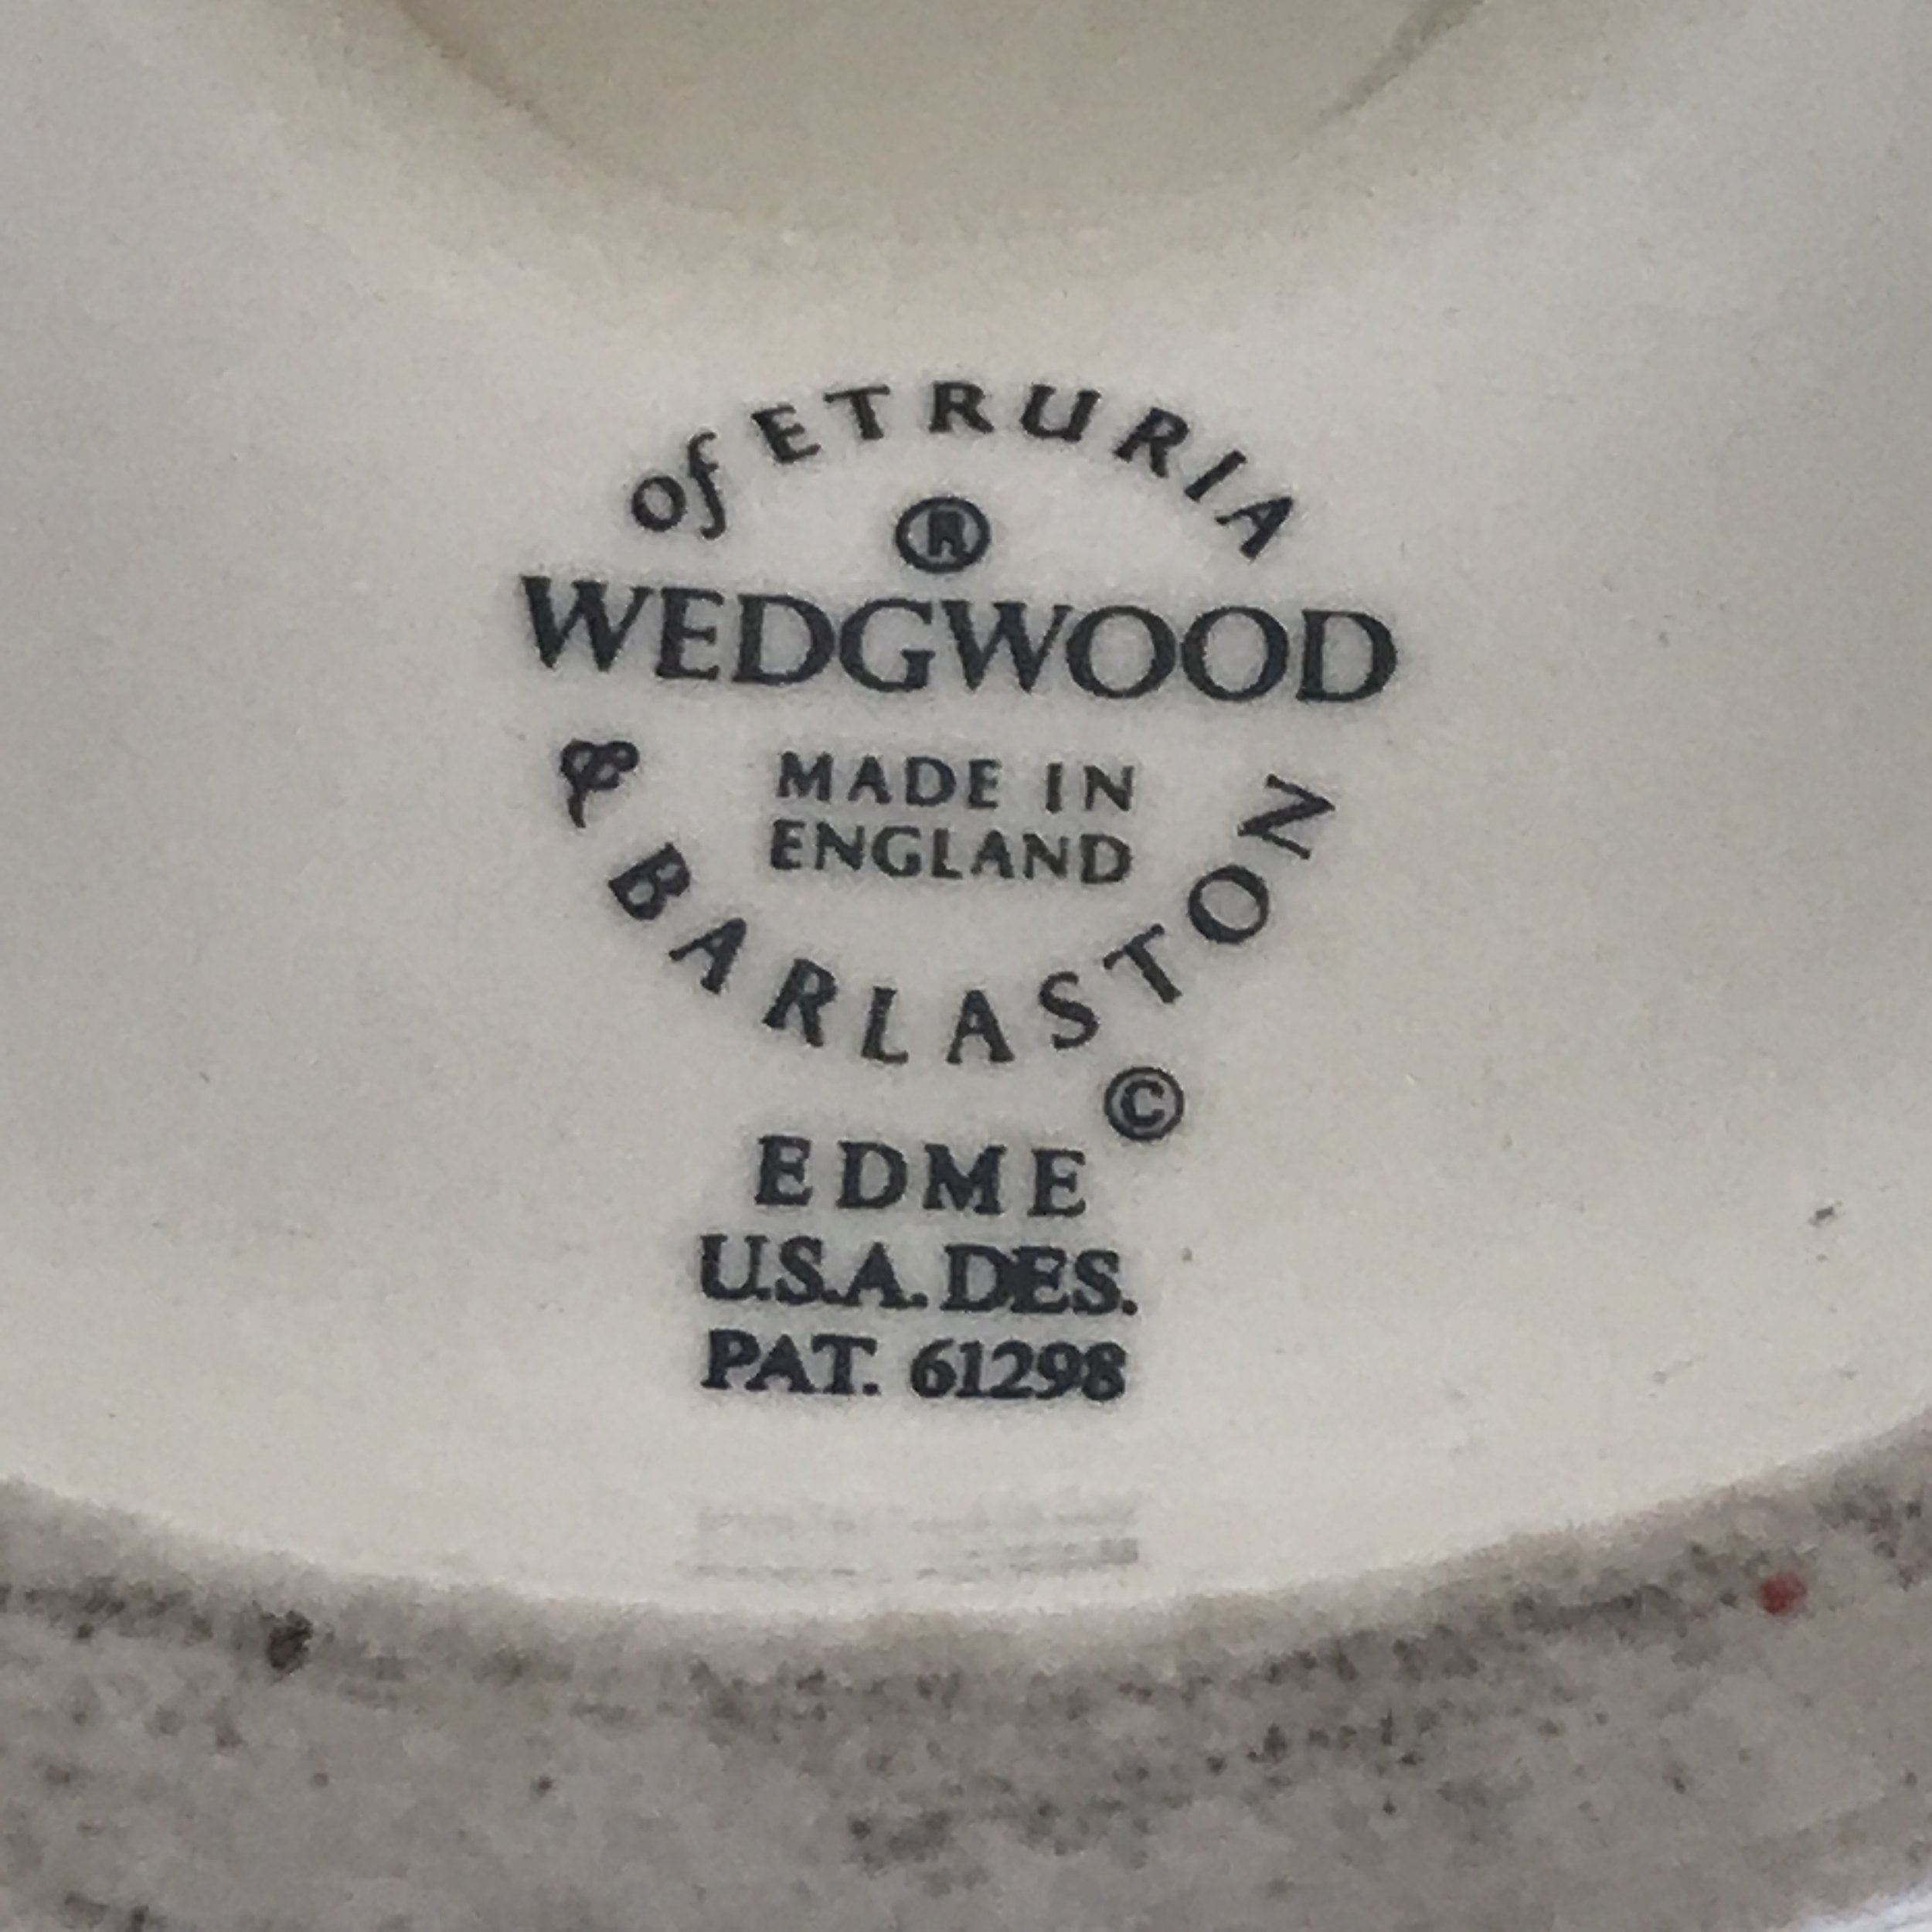 of ETRURIA
®
WEDGWOOD
MADE IN
ENGLAND
& BARLASTON
©
EDME
U.S.A. DES.
PAT. 61298